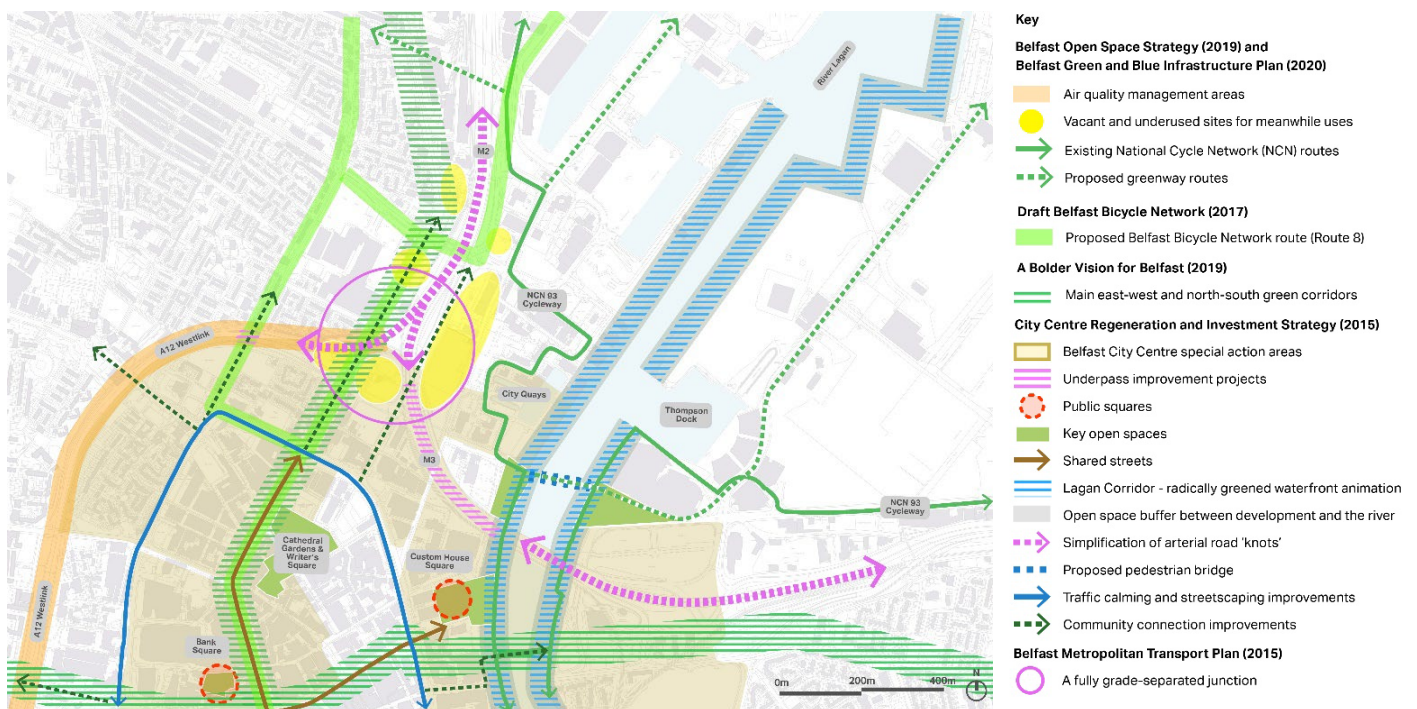 River Lagan
M2
NCN 93
Cycleway
A12 Westlink
City Quays
Thompson
Dock
M3
NCN 93
Cycleway
Cathedral
Gardens &
Writer's
Square
Custom House
Square
A12 Westlink
Bank
Square
0m
200m
400m
N
Key
Belfast Open Space Strategy (2019) and
Belfast Green and Blue Infrastructure Plan (2020)
Air quality management areas
Vacant and underused sites for meanwhile uses
Existing National Cycle Network (NCN) routes
Proposed greenway routes
Draft Belfast Bicycle Network (2017)
Proposed Belfast Bicycle Network route (Route 8)
A Bolder Vision for Belfast (2019)
Main east-west and north-south green corridors
City Centre Regeneration and Investment Strategy (2015)
Belfast City Centre special action areas
Underpass improvement projects
Public squares
Key open spaces
Shared streets
Lagan Corridor - radically greened waterfront animation
Open space buffer between development and the river
Simplification of arterial road 'knots'
Proposed pedestrian bridge
Traffic calming and streetscaping improvements
Community connection improvements
Belfast Metropolitan Transport Plan (2015)
A fully grade-separated junction